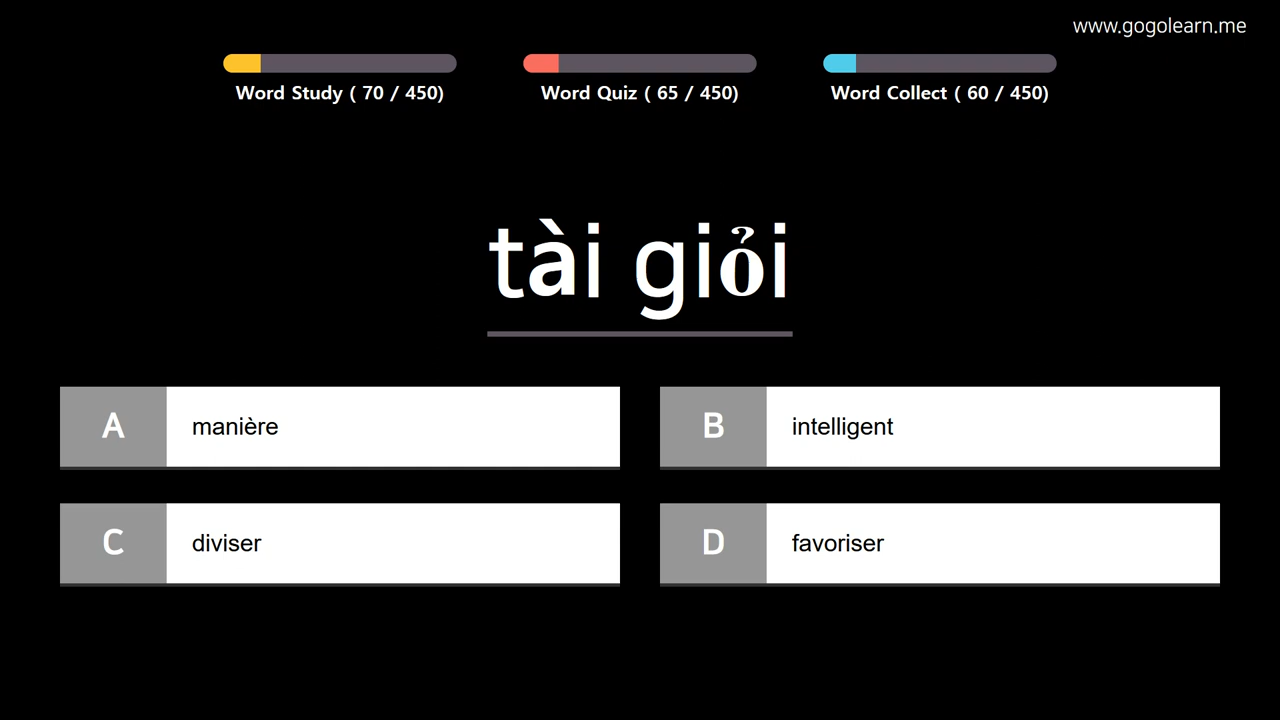 www.gogolearn.me
Word Study ( 70 / 450)
Word Quiz ( 65 / 450)
Word Collect ( 60 / 450)
tài giỏi
A manière
B intelligent
C diviser
D favoriser